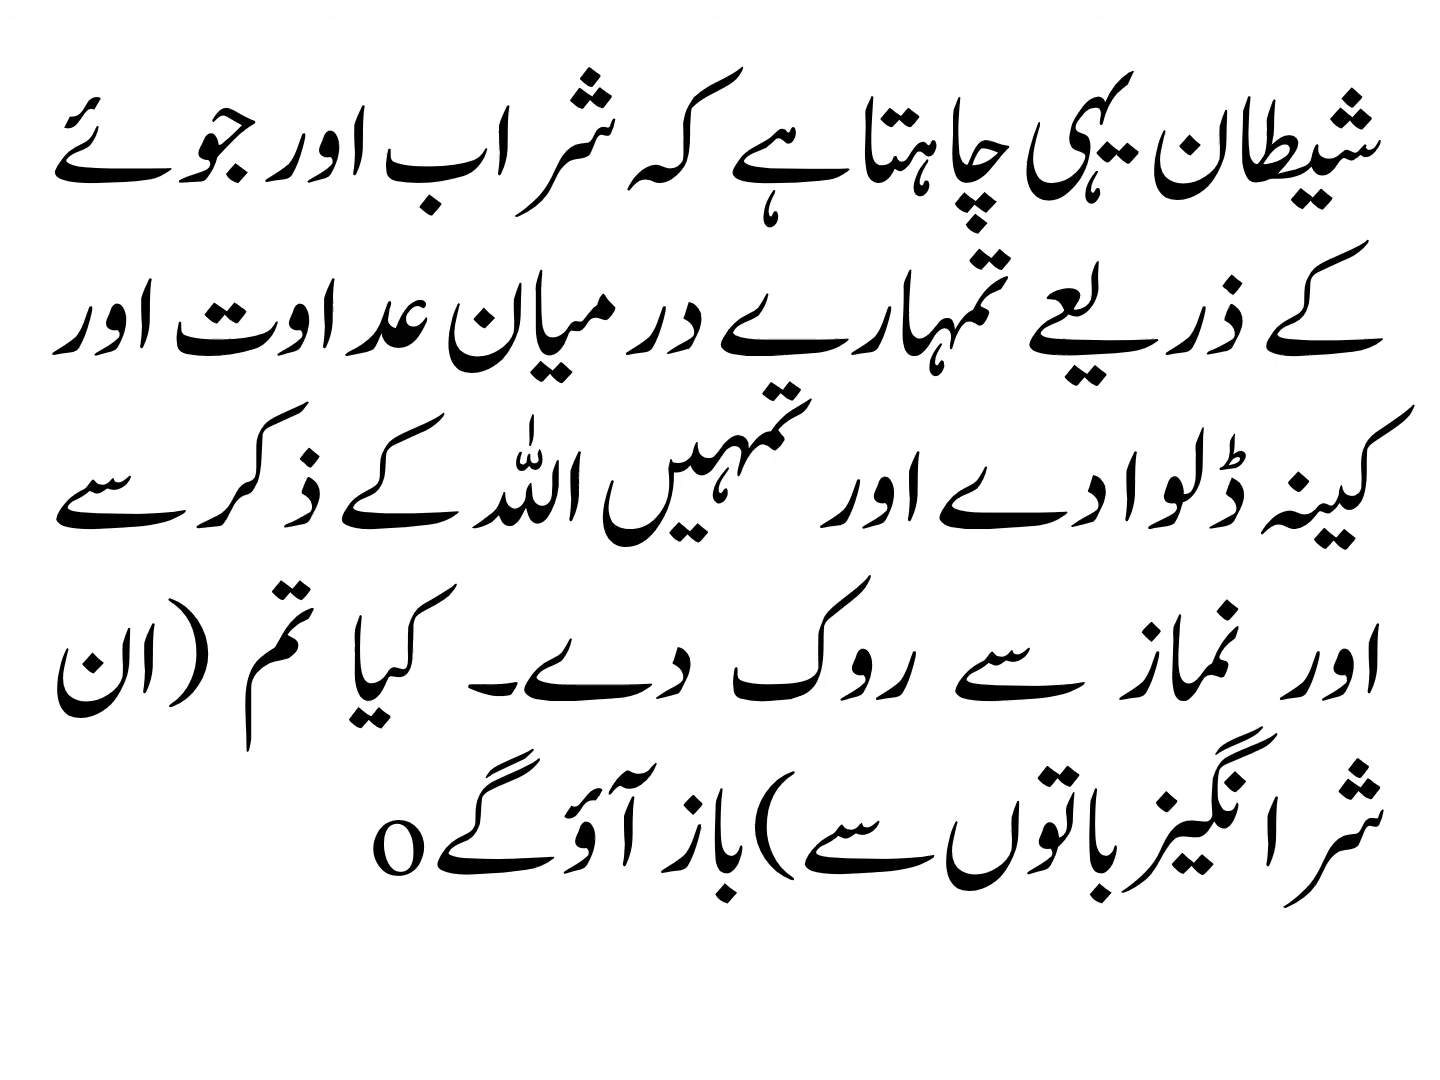 شیطان یہی چاہتا ہے کہ شراب اور جوئے
کے ذریعے تمہارے درمیان عداوت اور
کینہ ڈلوا دے اور تمہیں اللہ کے ذکر سے
اور نماز سے روک دے۔ کیا تم (ان
شرانگیز باتوں سے) باز آؤ گے o